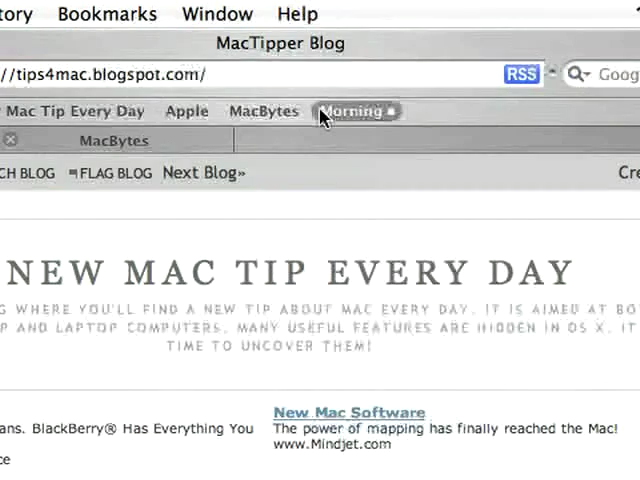 tory Bookmarks Window Help
MacTipper Blog
//tips4mac.blogspot.com/ RSS Goog
Mac Tip Every Day Apple MacBytes Morning
MacBytes
CH BLOG FLAG BLOG Next Blog» Cre
NEW MAC TIP EVERY DAY
G WHERE YOU'LL FIND A NEW TIP ABOUT MAC EVERY DAY. IT IS AIMED AT BO
P AND LAPTOP COMPUTERS. MANY USEFUL FEATURES ARE HIDDEN IN OS X. IT
TIME TO UNCOVER THEM!
New Mac Software
ans. BlackBerry® Has Everything You The power of mapping has finally reached the Mac!
www.Mindjet.com
ce